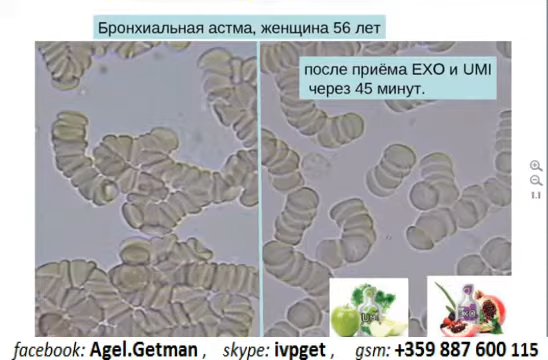 Бронхиальная астма, женщина 56 лет
после приёма EXO и UMI
через 45 минут.
UMI
facebook: Agel.Getman , skype: ivpget , gsm: +359 887 600 115